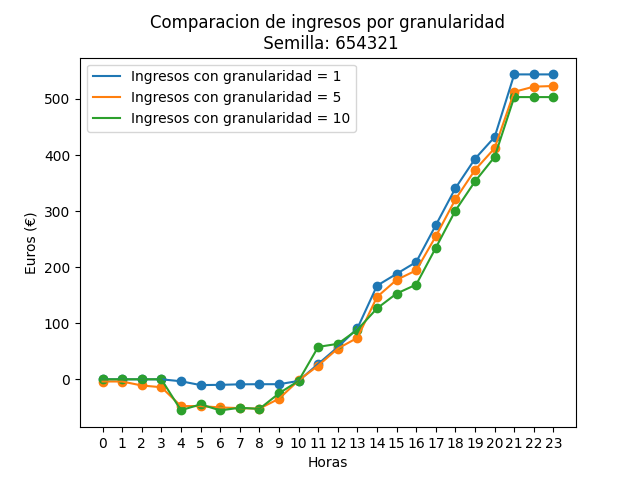 Comparacion de ingresos por granularidad
Semilla: 654321
Ingresos con granularidad = 1
Ingresos con granularidad = 5
Ingresos con granularidad = 10
Euros (€)
500
400
300
200
100
0
0 1 2 3 4 5 6 7 8 9 10 11 12 13 14 15 16 17 18 19 20 21 22 23
Horas